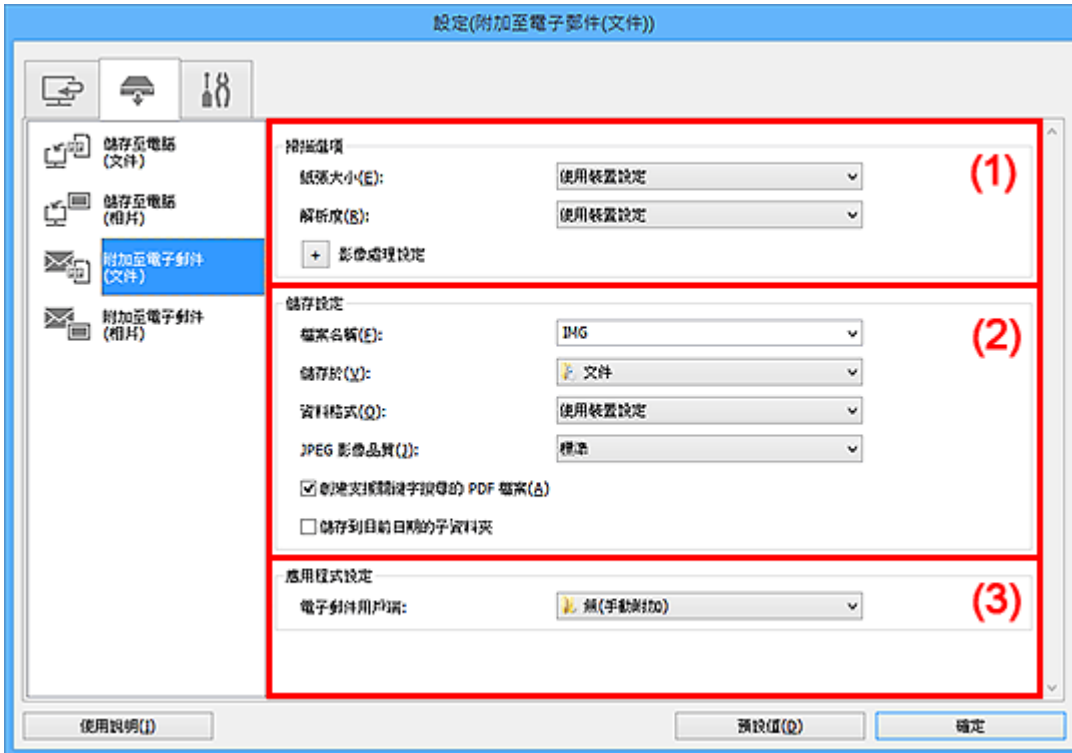 設定(附加至電子郵件(文件))
儲存至電腦
(文件)
儲存至電腦
(相片)
附加至電子郵件
(文件)
附加至電子郵件
(相片)
掃描選項
(1)
紙張大小(E):
使用裝置設定
解析度(R):
使用裝置設定
+ 影像處理設定
儲存設定
(2)
檔案名稱(F):
IMG
儲存於(V):
文件
資料格式(O):
使用裝置設定
JPEG 影像品質(J):
標準
創建支援關鍵字搜尋的 PDF 檔案(A)
儲存到目前日期的子資料夾
應用程式設定
(3)
電子郵件用戶端:
無(手動附加)
使用說明(I)
預設值(D)
確定